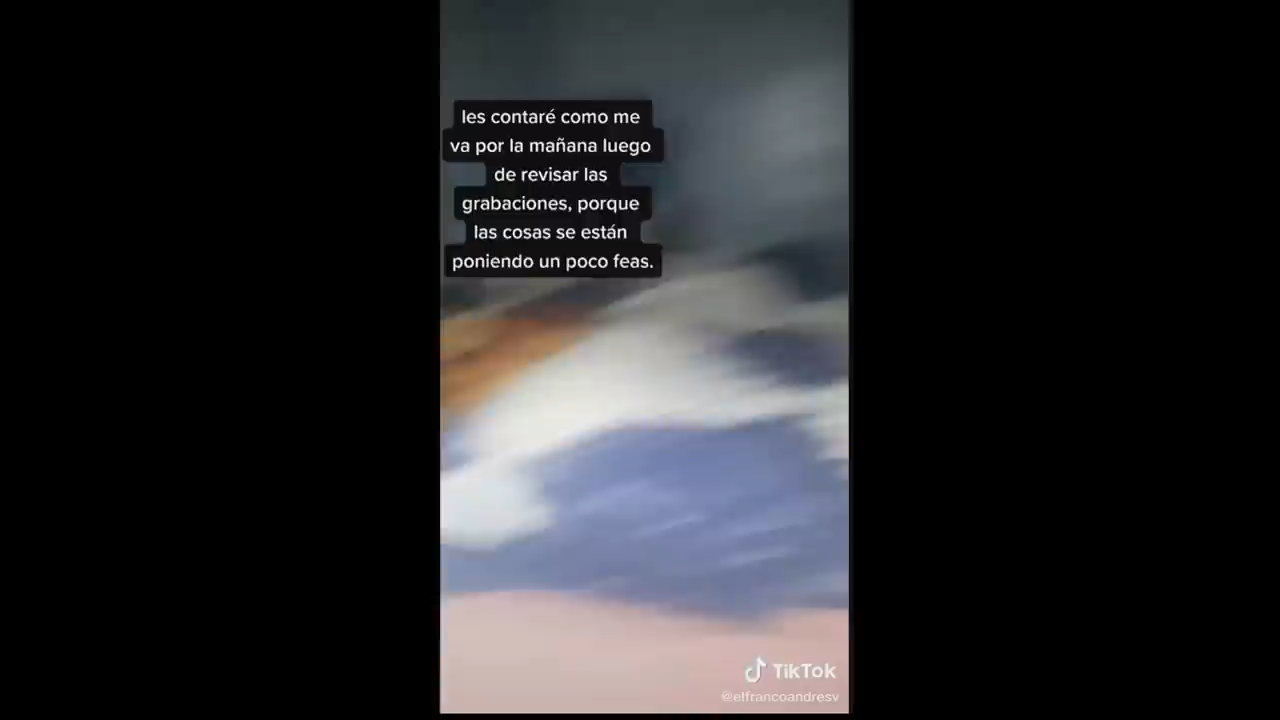 les contaré como me
va por la mañana luego
de revisar las
grabaciones, porque
las cosas se están
poniendo un poco feas.
TikTok
@elfrancoandresv